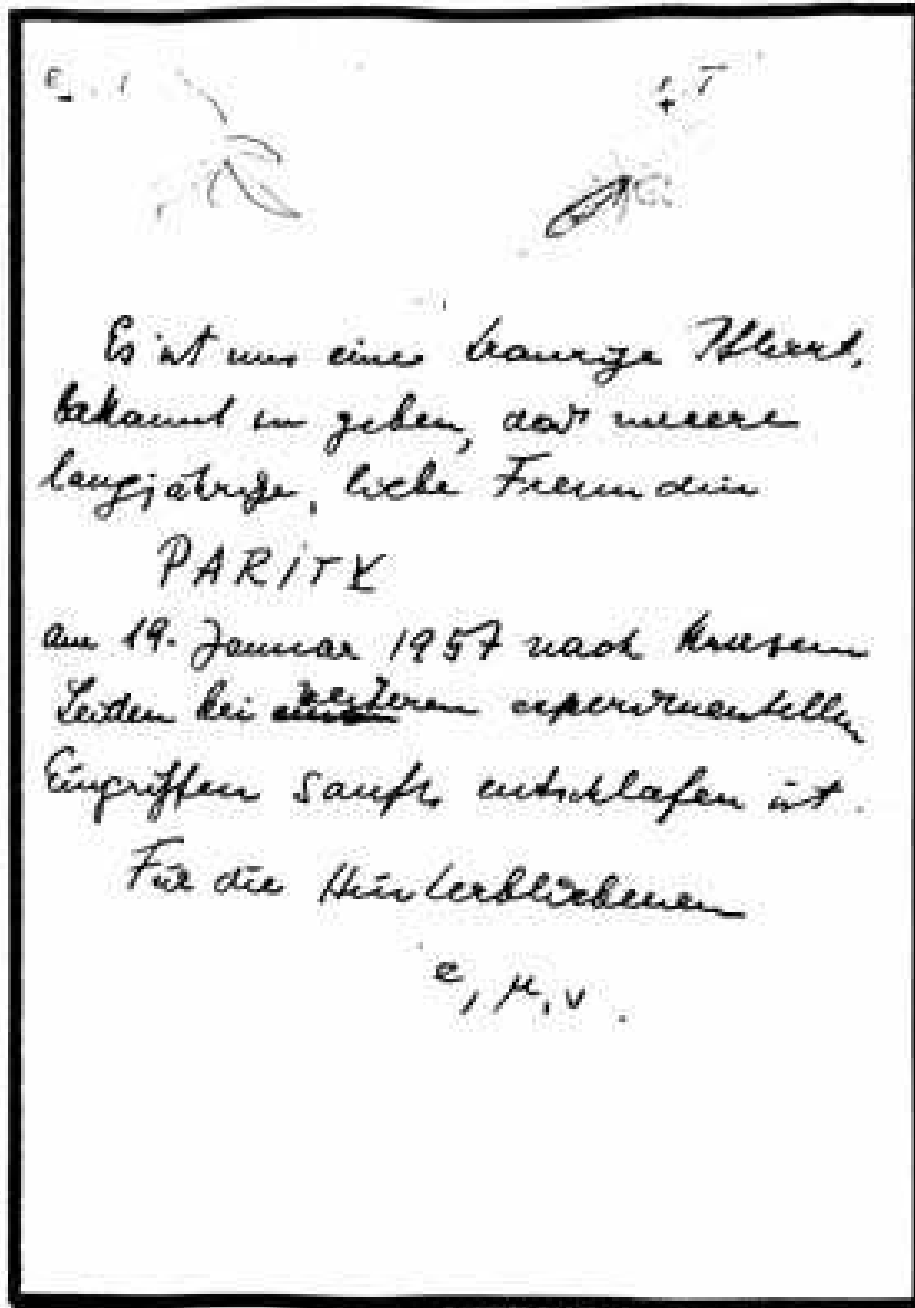 Es ist uns eine traurige Pflicht,
bekannt zu geben, daß unsere
langjährige, liebe Freundin
PARITY
am 19. Januar 1957 nach kurzem
Leiden bei weiteren experimentellen
Eingriffen sanft entschlafen ist.
Für die Hinterbliebenen
e, μ, ν.